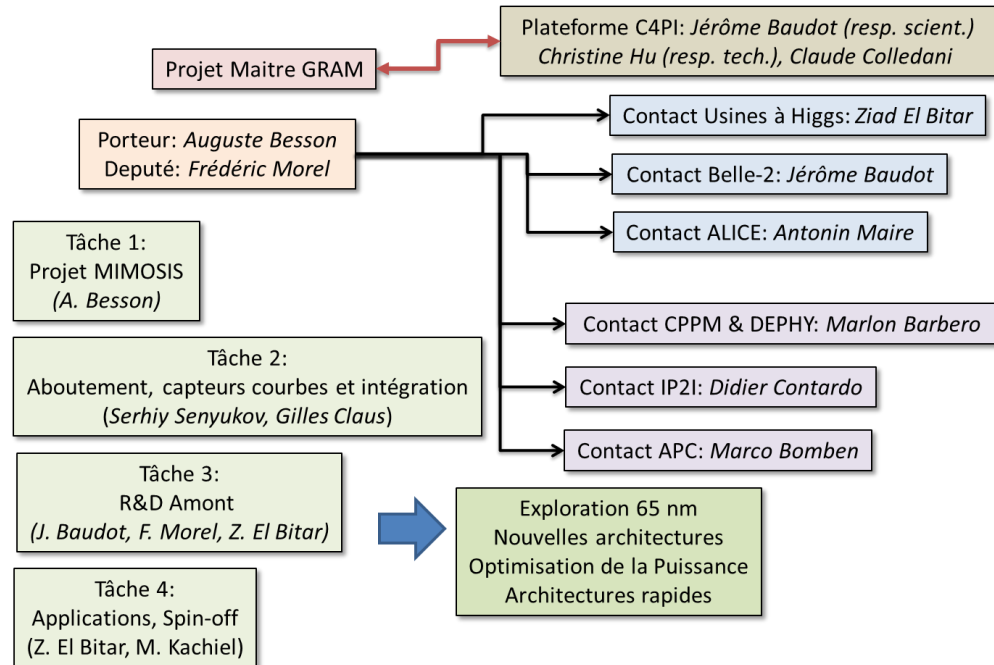 Plateforme C4PI: Jérôme Baudot (resp. scient.)
Christine Hu (resp. tech.), Claude Colledani
Projet Maitre GRAM
Porteur: Auguste Besson
Deputé: Frédéric Morel
Contact Usines à Higgs: Ziad El Bitar
Contact Belle-2: Jérôme Baudot
Contact ALICE: Antonin Maire
Contact CPPM & DEPHY: Marlon Barbero
Contact IP2I: Didier Contardo
Contact APC: Marco Bomben
Tâche 1:
Projet MIMOSIS
(A. Besson)
Tâche 2:
Aboutement, capteurs courbes et intégration
(Serhiy Senyukov, Gilles Claus)
Tâche 3:
R&D Amont
(J. Baudot, F. Morel, Z. El Bitar)
Exploration 65 nm
Nouvelles architectures
Optimisation de la Puissance
Architectures rapides
Tâche 4:
Applications, Spin-off
(Z. El Bitar, M. Kachiel)